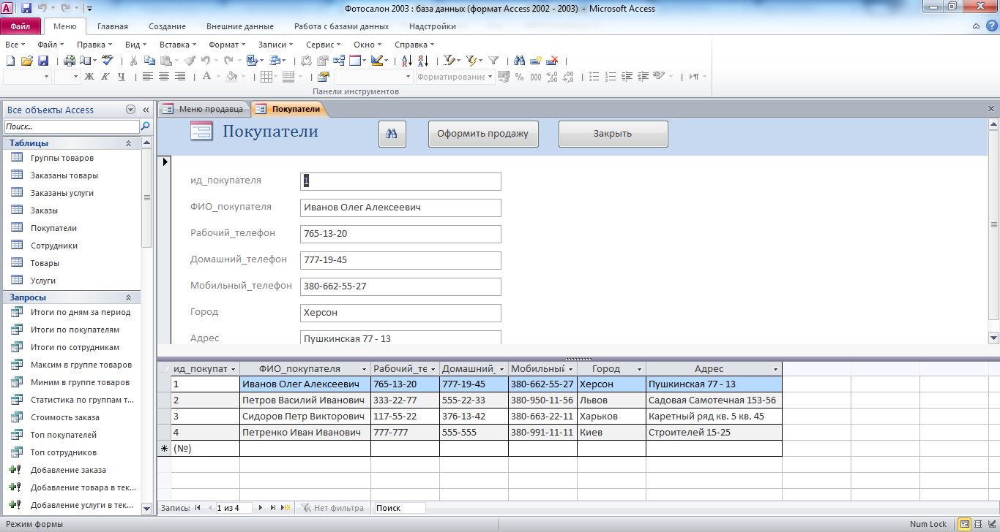 Фотосалон 2003 : база данных (формат Access 2002 - 2003) - Microsoft Access
Файл Меню Главная Создание Внешние данные Работа с базами данных Надстройки
Все Файл Правка Вид Вставка Формат Записи Сервис Окно Справка
Ж К Ч А Форматирование % 000
Панели инструментов
Все объекты Access
Поиск...
Таблицы
Группы товаров
Заказаны товары
Заказаны услуги
Заказы
Покупатели
Сотрудники
Товары
Услуги
Запросы
Итоги по дням за период
Итоги по покупателям
Итоги по сотрудникам
Максим в группе товаров
Миним в группе товаров
Статистика по группам т...
Стоимость заказа
Топ покупателей
Топ сотрудников
Добавление заказа
Добавление товара в тек...
Добавление услуги в тек...
Меню продавца Покупатели
Покупатели Оформить продажу Закрыть
ид_покупателя 1
ФИО_покупателя Иванов Олег Алексеевич
Рабочий_телефон 765-13-20
Домашний_телефон 777-19-45
Мобильный_телефон 380-662-55-27
Город Херсон
Адрес Пушкинская 77 - 13
ид_покупат ФИО_покупателя Рабочий_те Домашний_ Мобильный Город Адрес
1 Иванов Олег Алексеевич 765-13-20 777-19-45 380-662-55-27 Херсон Пушкинская 77 - 13
2 Петров Василий Иванович 333-22-77 555-22-33 380-950-11-56 Львов Садовая Самотечная 153-56
3 Сидоров Петр Викторович 117-55-22 376-13-42 380-663-22-11 Харьков Каретный ряд кв. 5 кв. 45
4 Петренко Иван Иванович 777-777 555-555 380-991-11-11 Киев Строителей 15-25
(№)
Запись: 1 из 4 Нет фильтра Поиск
Режим формы Num Lock